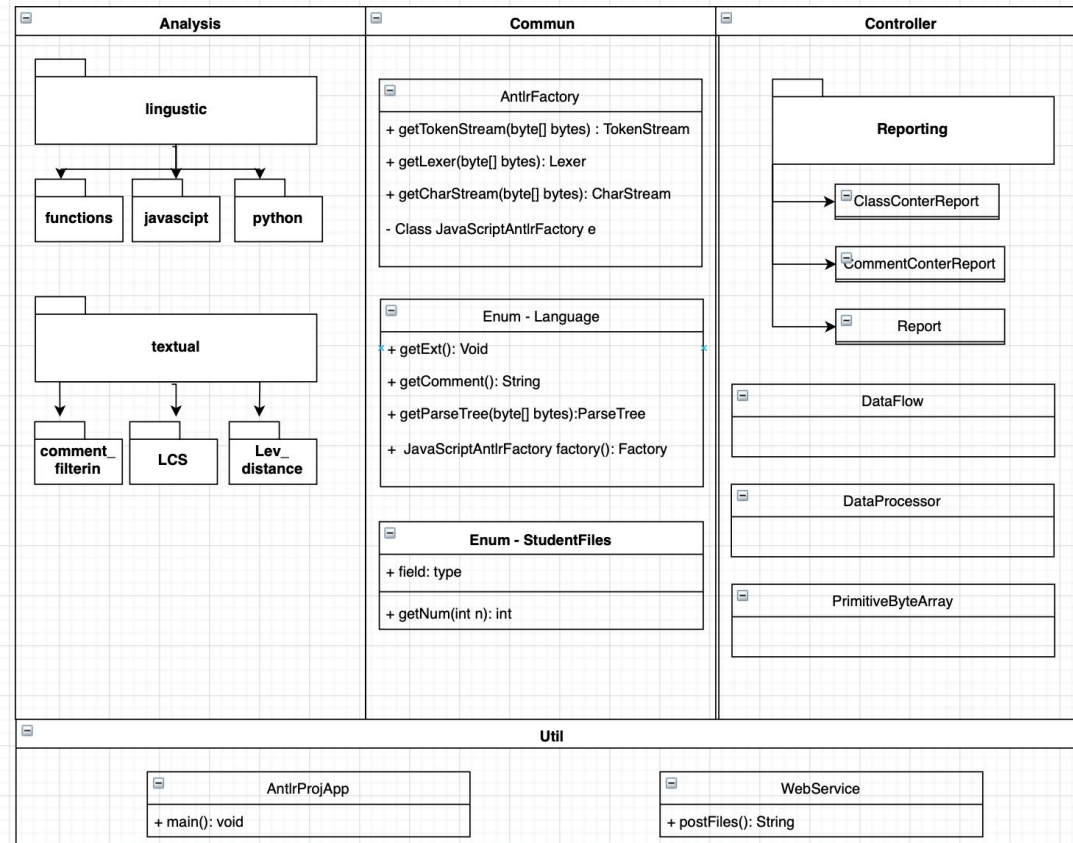 Analysis
lingustic
functions
javascipt
python
textual
comment_
filterin
LCS
Lev_
distance
Commun
AntlrFactory
+ getTokenStream(byte[] bytes) : TokenStream
+ getLexer(byte[] bytes): Lexer
+ getCharStream(byte[] bytes): CharStream
- Class JavaScriptAntlrFactory e
Enum - Language
+ getExt(): Void
+ getComment(): String
+ getParseTree(byte[] bytes):ParseTree
+ JavaScriptAntlrFactory factory(): Factory
Enum - StudentFiles
+ field: type
+ getNum(int n): int
Controller
Reporting
ClassConterReport
CommentConterReport
Report
DataFlow
DataProcessor
PrimitiveByteArray
Util
AntlrProjApp
+ main(): void
WebService
+ postFiles(): String